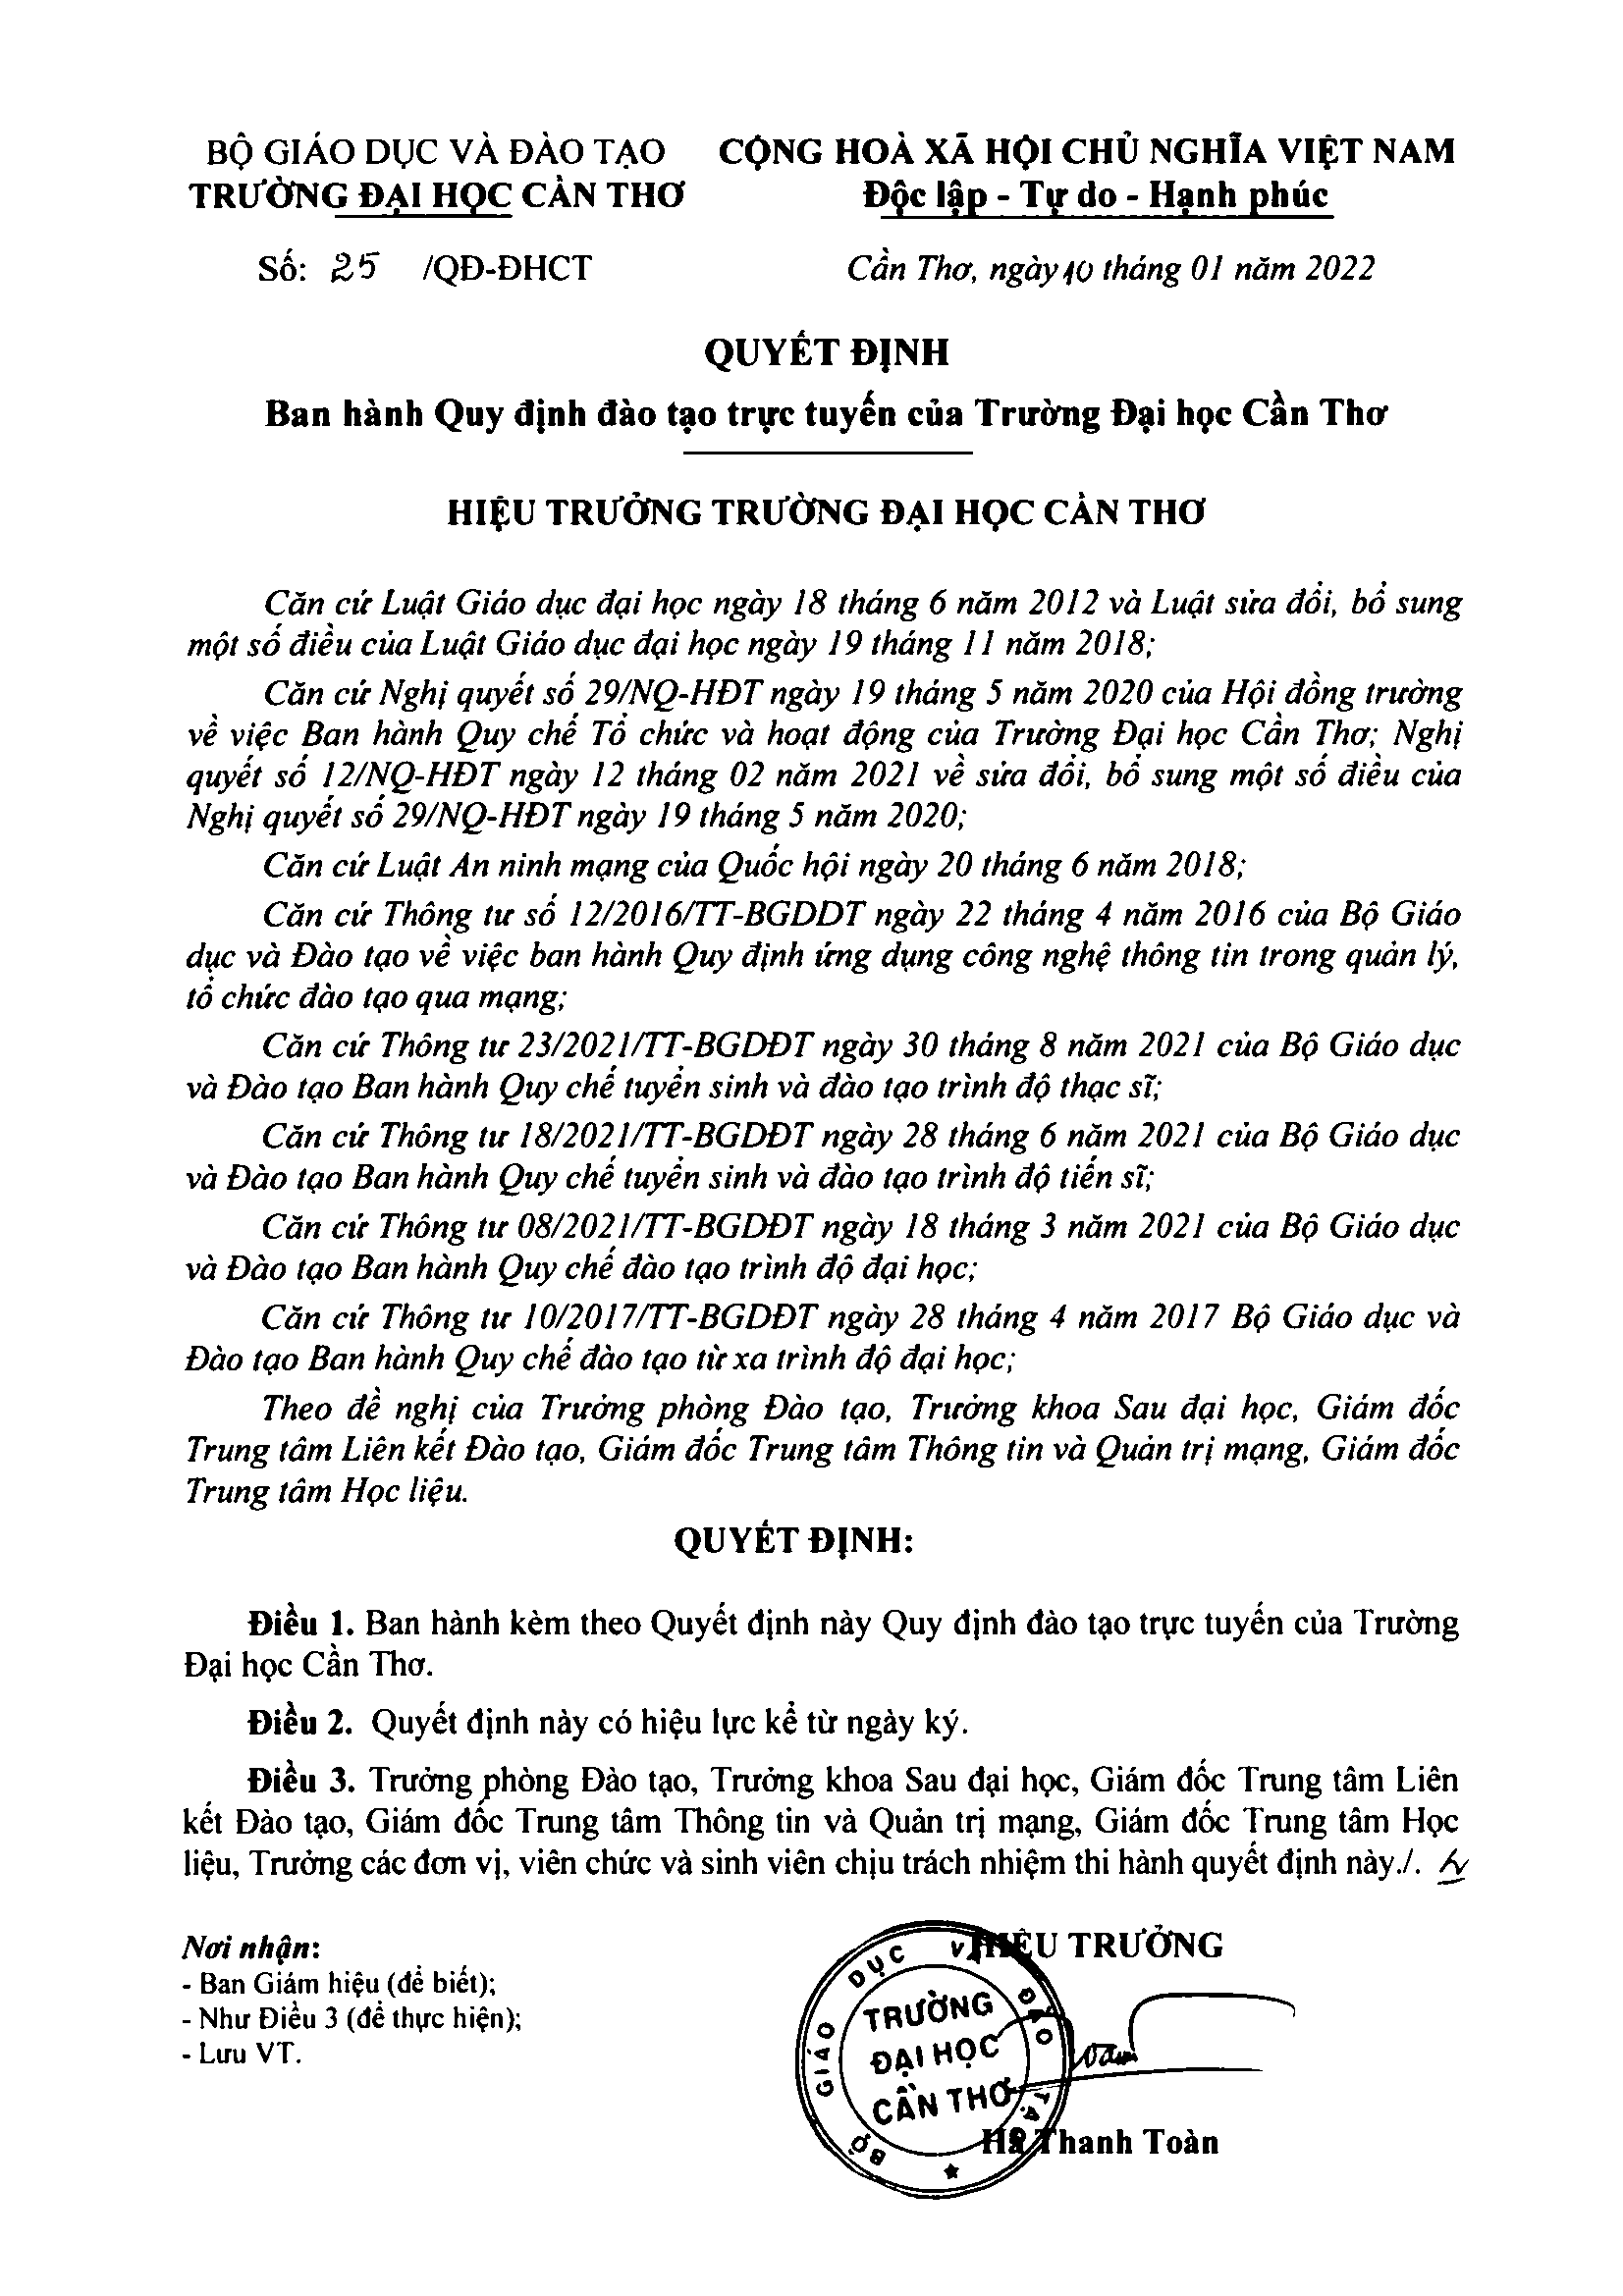 BỘ GIÁO DỤC VÀ ĐÀO TẠO
TRƯỜNG ĐẠI HỌC CẦN THƠ
CỘNG HOÀ XÃ HỘI CHỦ NGHĨA VIỆT NAM
Độc lập - Tự do - Hạnh phúc
Số: 25 /QĐ-ĐHCT
Cần Thơ, ngày 10 tháng 01 năm 2022
QUYẾT ĐỊNH
Ban hành Quy định đào tạo trực tuyến của Trường Đại học Cần Thơ
HIỆU TRƯỞNG TRƯỜNG ĐẠI HỌC CẦN THƠ
Căn cứ Luật Giáo dục đại học ngày 18 tháng 6 năm 2012 và Luật sửa đổi, bổ sung
một số điều của Luật Giáo dục đại học ngày 19 tháng 11 năm 2018;
Căn cứ Nghị quyết số 29/NQ-HĐT ngày 19 tháng 5 năm 2020 của Hội đồng trường
về việc Ban hành Quy chế Tổ chức và hoạt động của Trường Đại học Cần Thơ; Nghị
quyết số 12/NQ-HĐT ngày 12 tháng 02 năm 2021 về sửa đổi, bổ sung một số điều của
Nghị quyết số 29/NQ-HĐT ngày 19 tháng 5 năm 2020;
Căn cứ Luật An ninh mạng của Quốc hội ngày 20 tháng 6 năm 2018;
Căn cứ Thông tư số 12/2016/TT-BGDDT ngày 22 tháng 4 năm 2016 của Bộ Giáo
dục và Đào tạo về việc ban hành Quy định ứng dụng công nghệ thông tin trong quản lý,
tổ chức đào tạo qua mạng;
Căn cứ Thông tư 23/2021/TT-BGDĐT ngày 30 tháng 8 năm 2021 của Bộ Giáo dục
và Đào tạo Ban hành Quy chế tuyển sinh và đào tạo trình độ thạc sĩ;
Căn cứ Thông tư 18/2021/TT-BGDĐT ngày 28 tháng 6 năm 2021 của Bộ Giáo dục
và Đào tạo Ban hành Quy chế tuyển sinh và đào tạo trình độ tiến sĩ;
Căn cứ Thông tư 08/2021/TT-BGDĐT ngày 18 tháng 3 năm 2021 của Bộ Giáo dục
và Đào tạo Ban hành Quy chế đào tạo trình độ đại học;
Căn cứ Thông tư 10/2017/TT-BGDĐT ngày 28 tháng 4 năm 2017 Bộ Giáo dục và
Đào tạo Ban hành Quy chế đào tạo từ xa trình độ đại học;
Theo đề nghị của Trưởng phòng Đào tạo, Trưởng khoa Sau đại học, Giám đốc
Trung tâm Liên kết Đào tạo, Giám đốc Trung tâm Thông tin và Quản trị mạng, Giám đốc
Trung tâm Học liệu.
QUYẾT ĐỊNH:
Điều 1. Ban hành kèm theo Quyết định này Quy định đào tạo trực tuyến của Trường
Đại học Cần Thơ.
Điều 2. Quyết định này có hiệu lực kể từ ngày ký.
Điều 3. Trưởng phòng Đào tạo, Trưởng khoa Sau đại học, Giám đốc Trung tâm Liên
kết Đào tạo, Giám đốc Trung tâm Thông tin và Quản trị mạng, Giám đốc Trung tâm Học
liệu, Trưởng các đơn vị, viên chức và sinh viên chịu trách nhiệm thi hành quyết định này./.
Nơi nhận:
- Ban Giám hiệu (để biết);
- Như Điều 3 (để thực hiện);
- Lưu VT.
HIỆU TRƯỞNG
BỘ GIÁO DỤC VÀ ĐÀO TẠO
TRƯỜNG
ĐẠI HỌC
CẦN THƠ
Hà Thanh Toàn